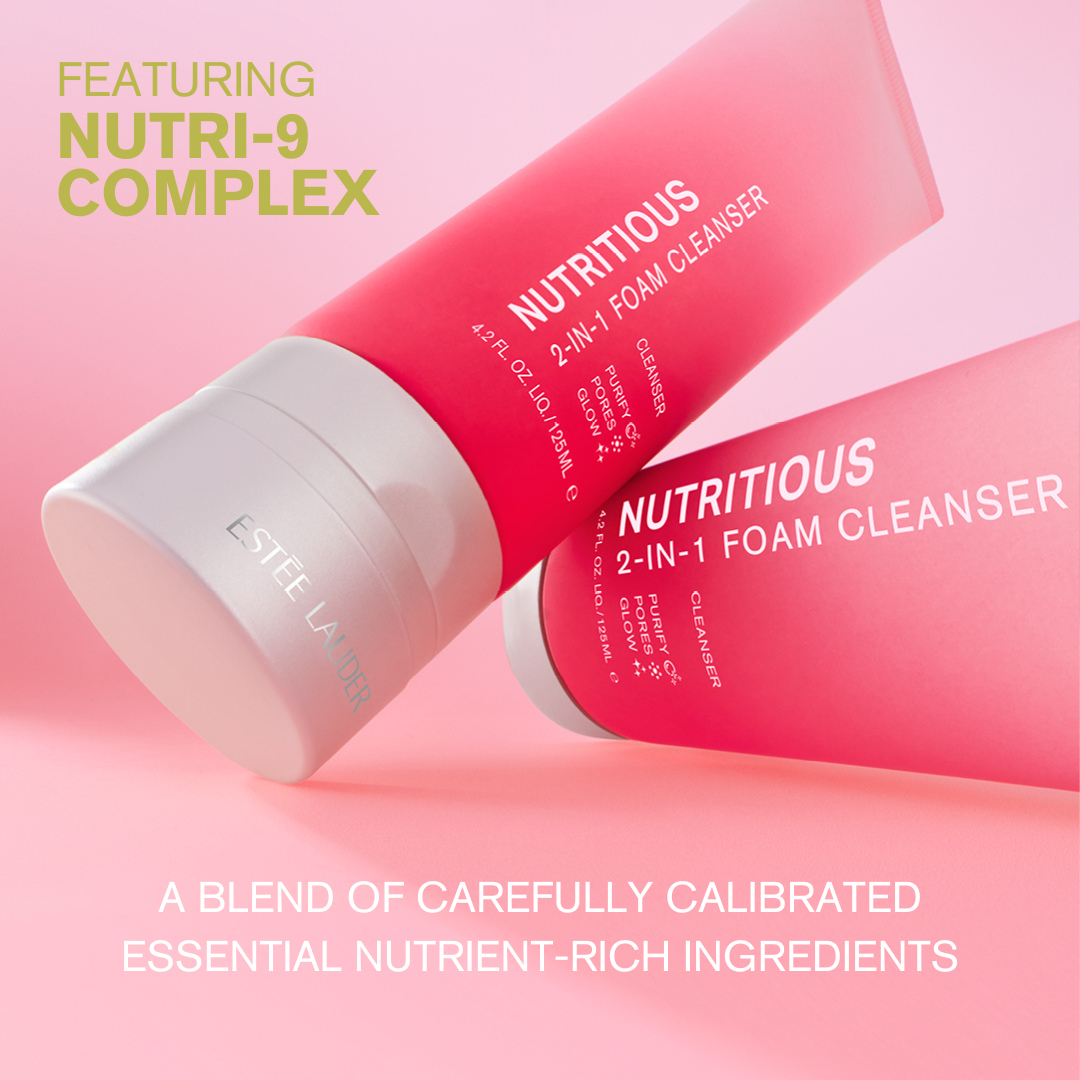 FEATURING
NUTRI-9
COMPLEX
NUTRITIOUS
2-IN-1 FOAM CLEANSER
CLEANSER
PURIFY
PORES
GLOW
4.2 FL. OZ. LIQ./125ML e
ESTĒE LAUDER
NUTRITIOUS
2-IN-1 FOAM CLEANSER
CLEANSER
PURIFY
PORES
GLOW
4.2 FL. OZ. LIQ./125ML e
A BLEND OF CAREFULLY CALIBRATED
ESSENTIAL NUTRIENT-RICH INGREDIENTS